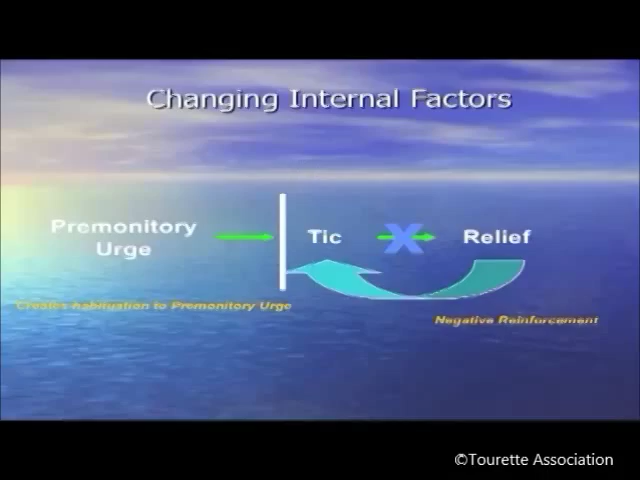 Changing Internal Factors
Premonitory
Urge
Tic
X
Relief
Creates habituation to Premonitory Urge
Negative Reinforcement
©Tourette Association